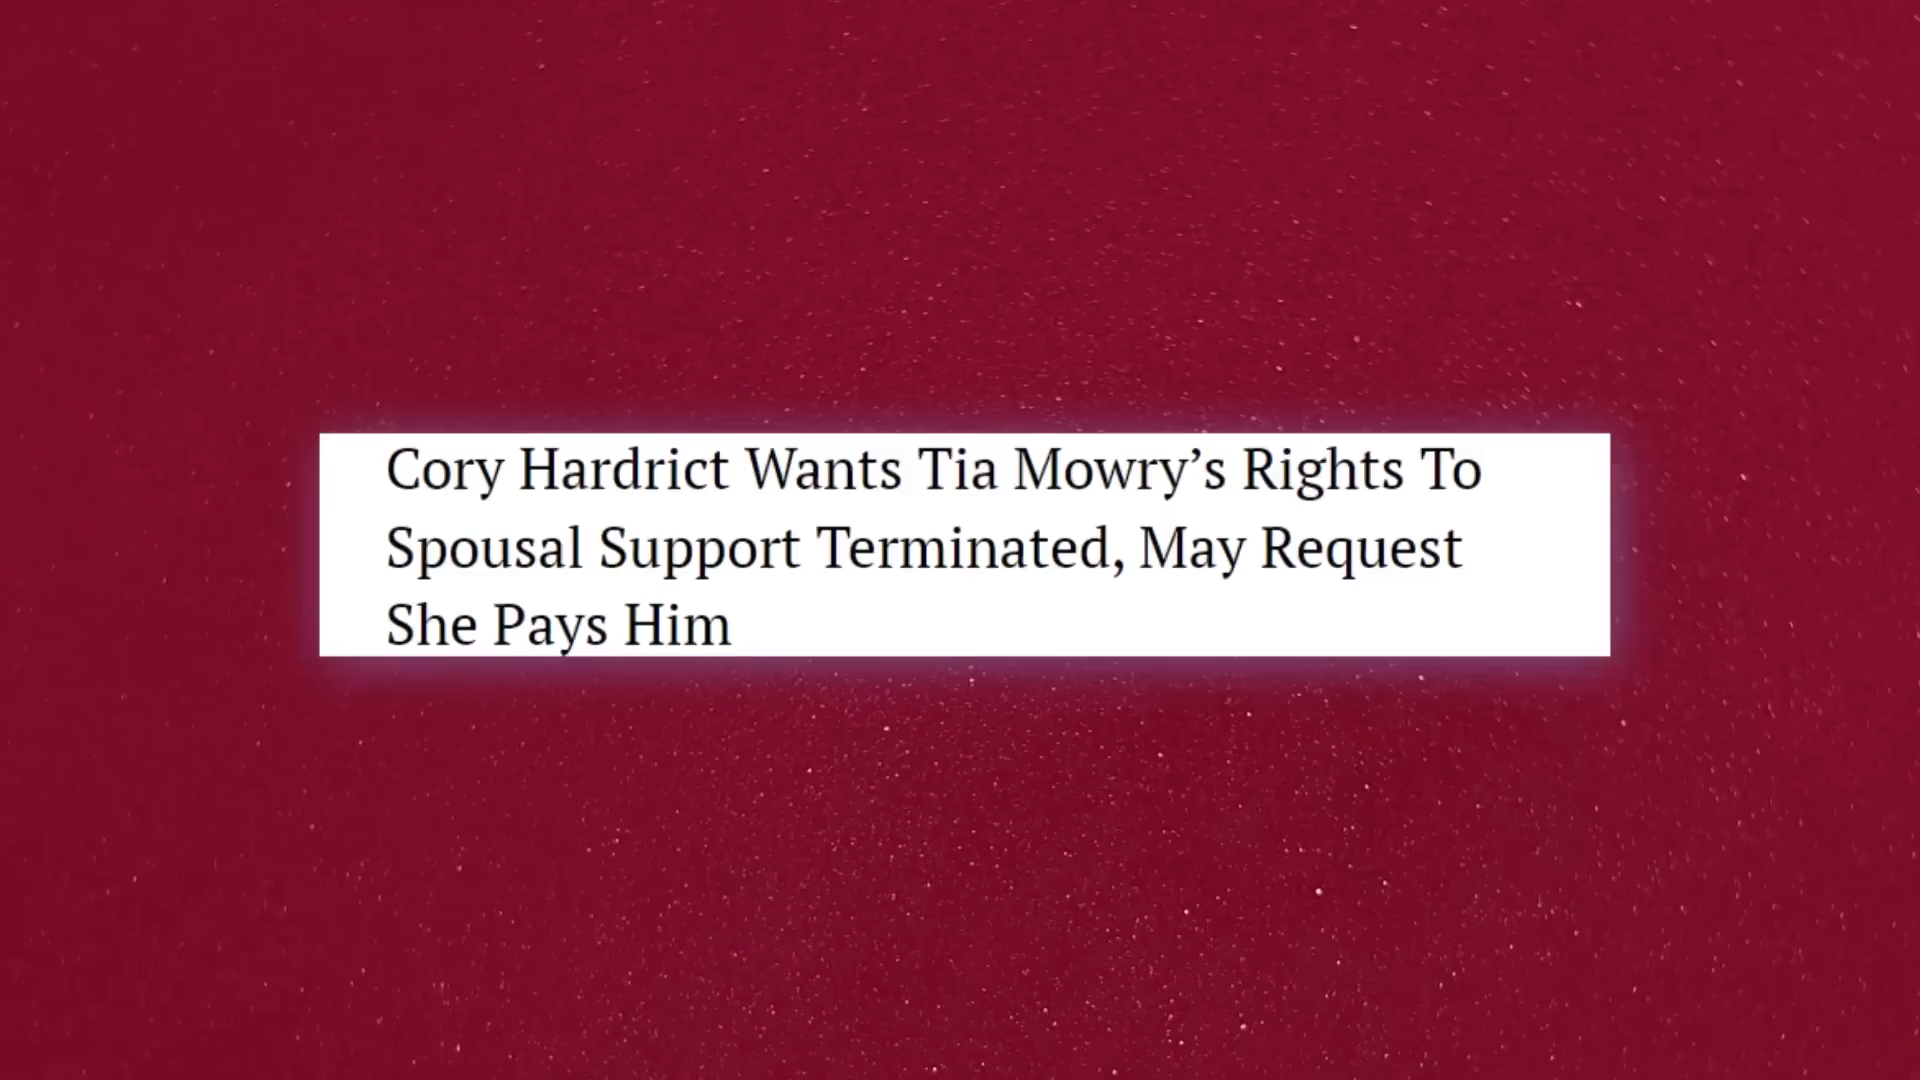 Cory Hardrict Wants Tia Mowry’s Rights To
Spousal Support Terminated, May Request
She Pays Him